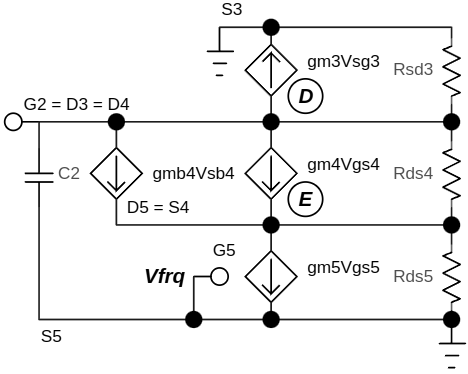 S3
gm3Vsg3
Rsd3
D
G2 = D3 = D4
C2
gmb4Vsb4
gm4Vgs4
Rds4
E
D5 = S4
G5
Vfrq
gm5Vgs5
Rds5
S5